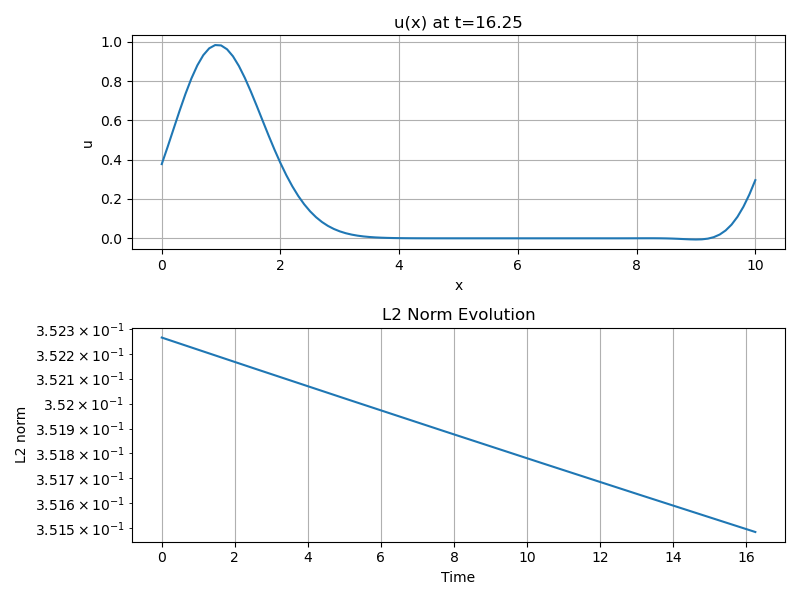 u(x) at t=16.25
1.0
0.8
0.6
0.4
0.2
0.0
u
0 2 4 6 8 10
x
L2 Norm Evolution
3.523 × 10⁻¹
3.522 × 10⁻¹
3.521 × 10⁻¹
3.52 × 10⁻¹
3.519 × 10⁻¹
3.518 × 10⁻¹
3.517 × 10⁻¹
3.516 × 10⁻¹
3.515 × 10⁻¹
L2 norm
0 2 4 6 8 10 12 14 16
Time